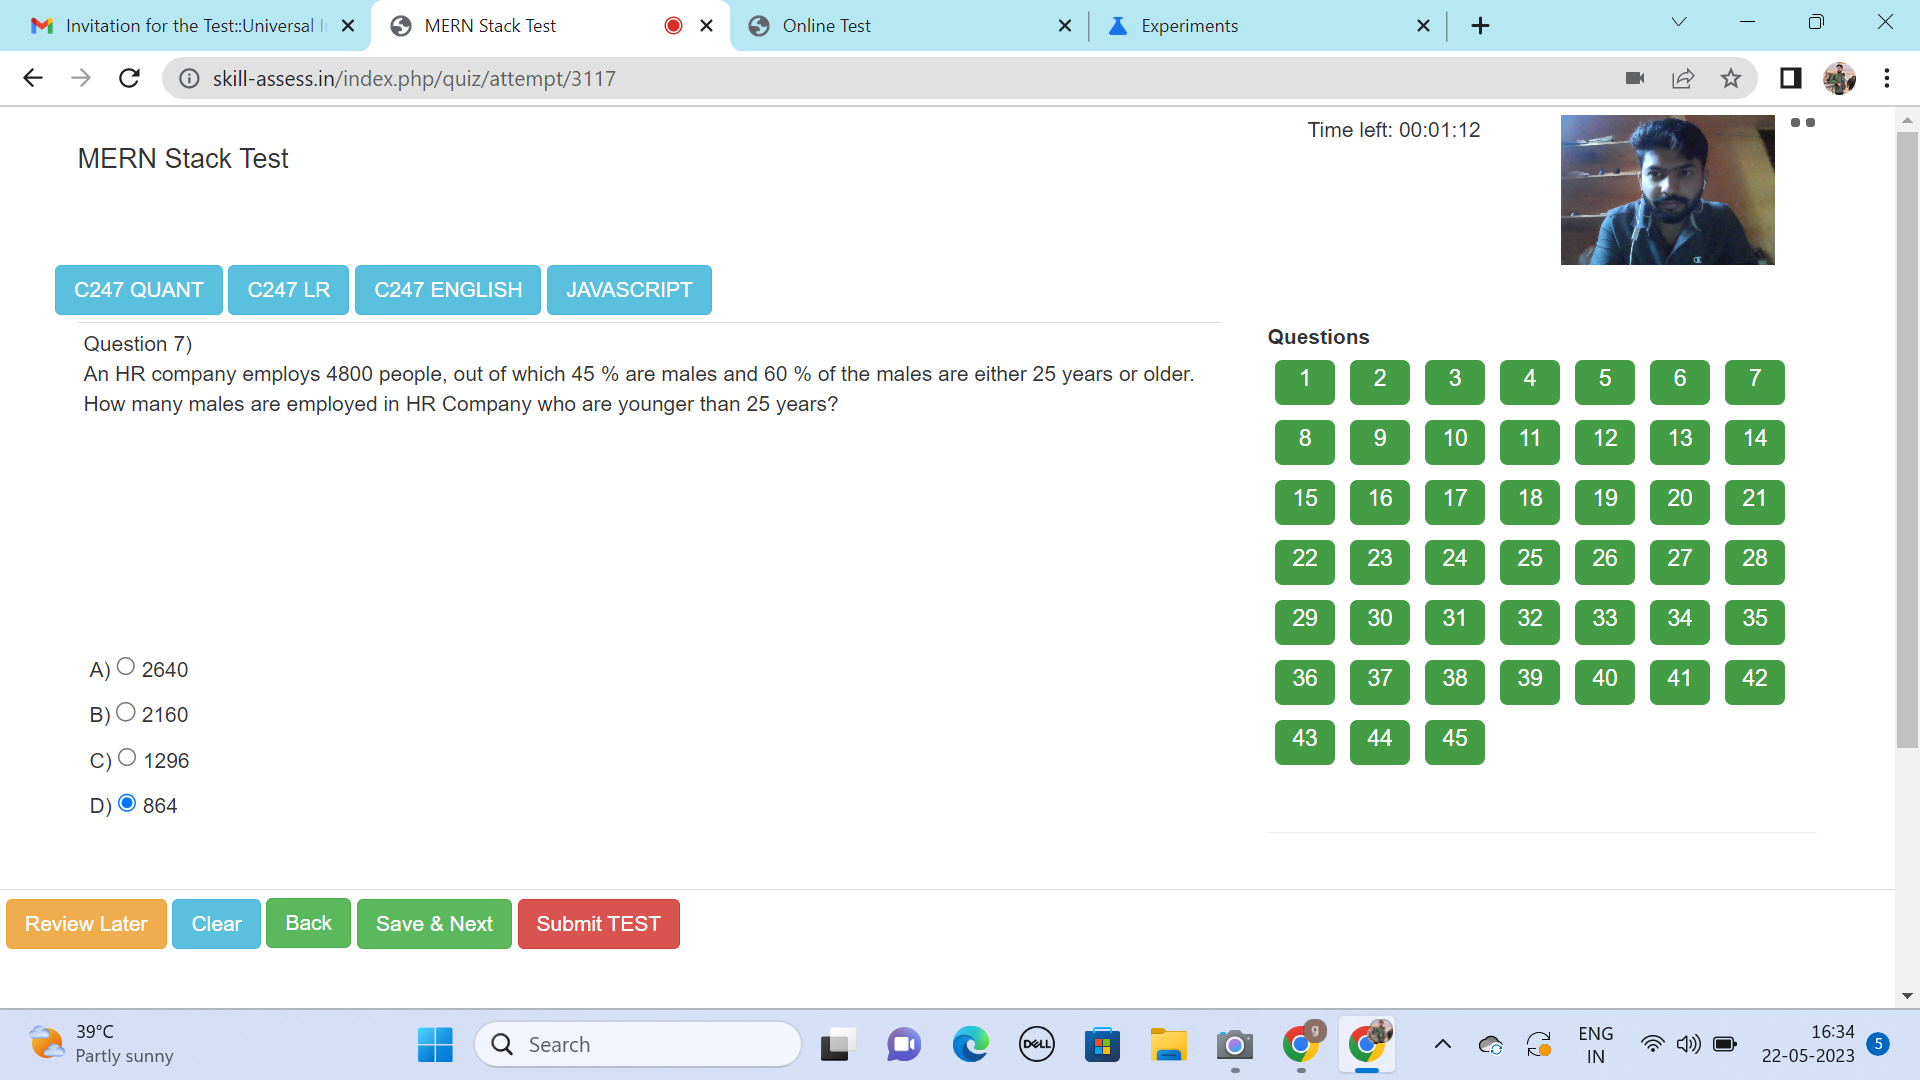 Invitation for the Test::Universal
MERN Stack Test
Online Test
Experiments
skill-assess.in/index.php/quiz/attempt/3117
MERN Stack Test
Time left: 00:01:12
C247 QUANT
C247 LR
C247 ENGLISH
JAVASCRIPT
Question 7)
An HR company employs 4800 people, out of which 45 % are males and 60 % of the males are either 25 years or older.
How many males are employed in HR Company who are younger than 25 years?
A) 2640
B) 2160
C) 1296
D) 864
Questions
1 2 3 4 5 6 7
8 9 10 11 12 13 14
15 16 17 18 19 20 21
22 23 24 25 26 27 28
29 30 31 32 33 34 35
36 37 38 39 40 41 42
43 44 45
Review Later
Clear
Back
Save & Next
Submit TEST
39°C
Partly sunny
Search
DELL
g
ENG
IN
16:34
22-05-2023
5